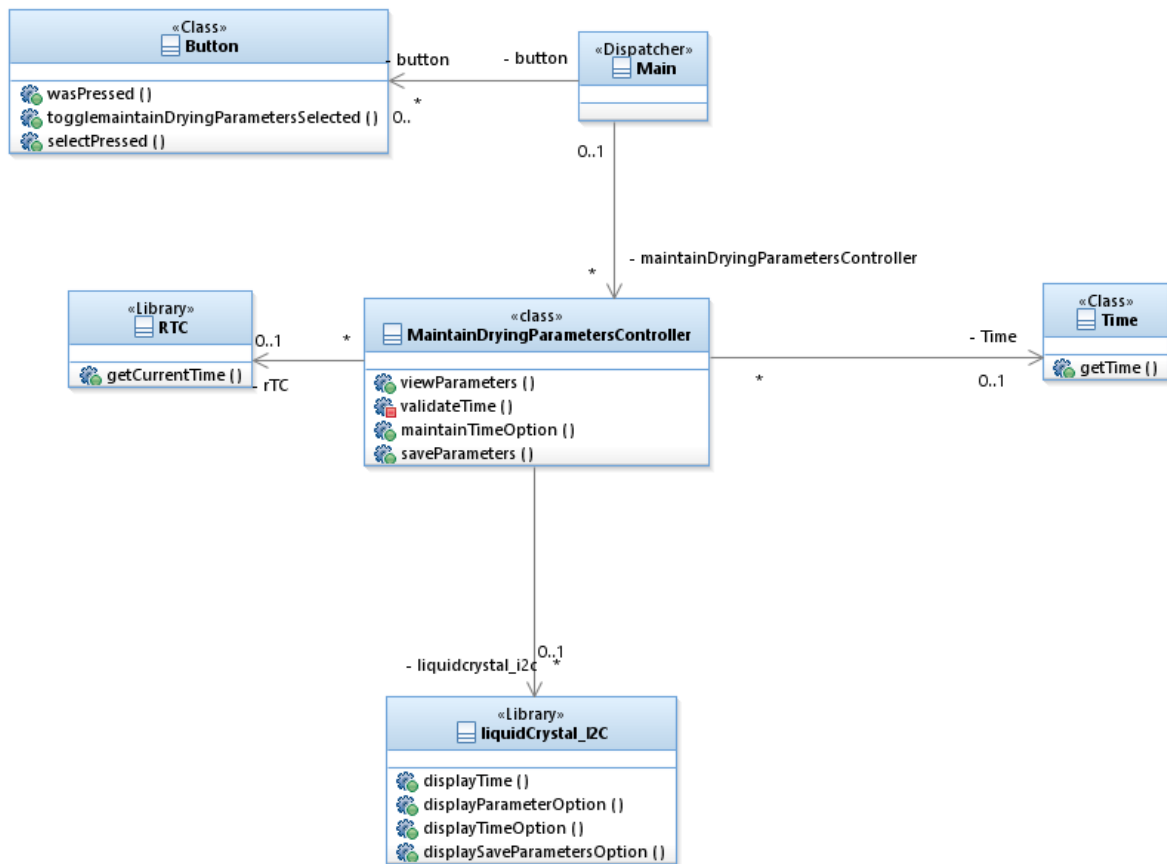 «Class»
Button
wasPressed ()
togglemaintainDryingParametersSelected ()
selectPressed ()
- button
- button
*
0..
«Dispatcher»
Main
0..1
- maintainDryingParametersController
*
«Library»
RTC
getCurrentTime ()
0..1
*
- rTC
«class»
MaintainDryingParametersController
viewParameters ()
validateTime ()
maintainTimeOption ()
saveParameters ()
- Time
*
0..1
«Class»
Time
getTime ()
0..1
- liquidcrystal_i2c
*
«Library»
liquidCrystal_I2C
displayTime ()
displayParameterOption ()
displayTimeOption ()
displaySaveParametersOption ()